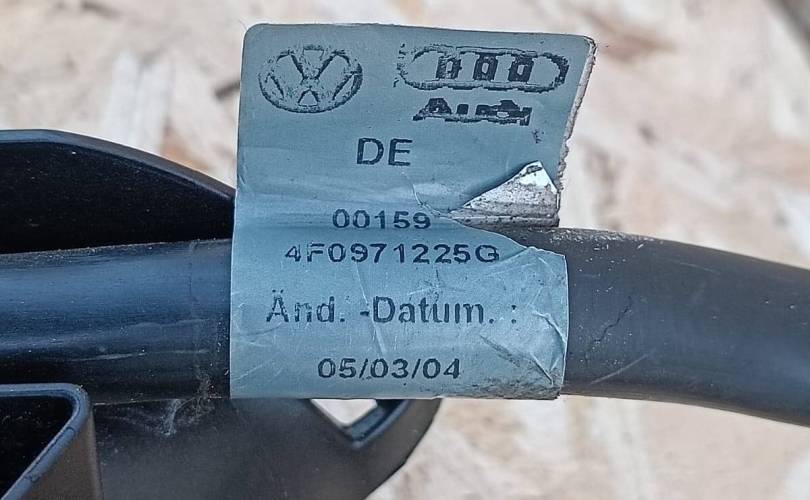 Audi
DE
00159
4F0971225G
Änd. -Datum. :
05/03/04